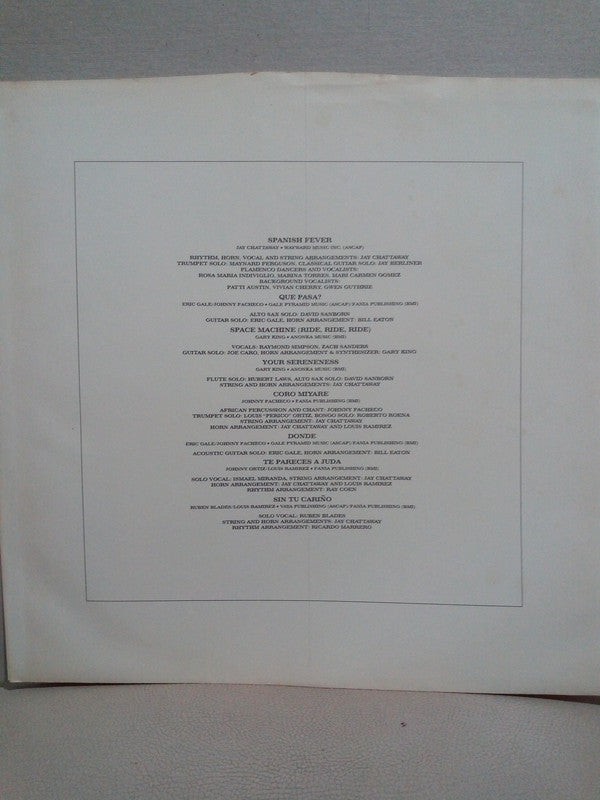 SPANISH FEVER
JAY CHATTAWAY • WAYWARD MUSIC INC. (ASCAP)
RHYTHM, HORN, VOCAL AND STRING ARRANGEMENTS: JAY CHATTAWAY
TRUMPET SOLO: MAYNARD FERGUSON, CLASSICAL GUITAR SOLO: JAY BERLINER
FLAMENCO DANCERS AND VOCALISTS:
ROSA MARIA INDIVIGLIO, MARINA TORRES, MARI CARMEN GOMEZ
BACKGROUND VOCALISTS:
PATTI AUSTIN, VIVIAN CHERRY, GWEN GUTHRIE
QUE PASA?
ERIC GALE/JOHNNY PACHECO • GALE PYRAMID MUSIC (ASCAP)/FANIA PUBLISHING (BMI)
ALTO SAX SOLO: DAVID SANBORN
GUITAR SOLO: ERIC GALE, HORN ARRANGEMENT: BILL EATON
SPACE MACHINE (RIDE, RIDE, RIDE)
GARY KING • ANONKA MUSIC (BMI)
VOCALS: RAYMOND SIMPSON, ZACH SANDERS
GUITAR SOLO: JOE CARO, HORN ARRANGEMENT & SYNTHESIZER: GARY KING
YOUR SERENENESS
GARY KING • ANONKA MUSIC (BMI)
FLUTE SOLO: HUBERT LAWS, ALTO SAX SOLO: DAVID SANBORN
STRING AND HORN ARRANGEMENTS: JAY CHATTAWAY
CORO MIYARE
JOHNNY PACHECO • FANIA PUBLISHING (BMI)
AFRICAN PERCUSSION AND CHANT: JOHNNY PACHECO
TRUMPET SOLO: LOUIS "PERICO" ORTIZ, BONGO SOLO: ROBERTO ROENA
STRING ARRANGEMENT: JAY CHATTAWAY
HORN ARRANGEMENT: JAY CHATTAWAY AND LOUIS RAMIREZ
DONDE
ERIC GALE/JOHNNY PACHECO • GALE PYRAMID MUSIC (ASCAP)/FANIA PUBLISHING (BMI)
ACOUSTIC GUITAR SOLO: ERIC GALE, HORN ARRANGEMENT: BILL EATON
TE PARECES A JUDA
JOHNNY ORTIZ/LOUIS RAMIREZ • FANIA PUBLISHING (BMI)
SOLO VOCAL: ISMAEL MIRANDA, STRING ARRANGEMENT: JAY CHATTAWAY
HORN ARRANGEMENT: JAY CHATTAWAY AND LOUIS RAMIREZ
RHYTHM ARRANGEMENT: RAY COEN
SIN TU CARIÑO
RUBEN BLADES/LOUIS RAMIREZ • VAYA PUBLISHING (ASCAP)/FANIA PUBLISHING (BMI)
SOLO VOCAL: RUBEN BLADES
STRING AND HORN ARRANGEMENTS: JAY CHATTAWAY
RHYTHM ARRANGEMENT: RICARDO MARRERO